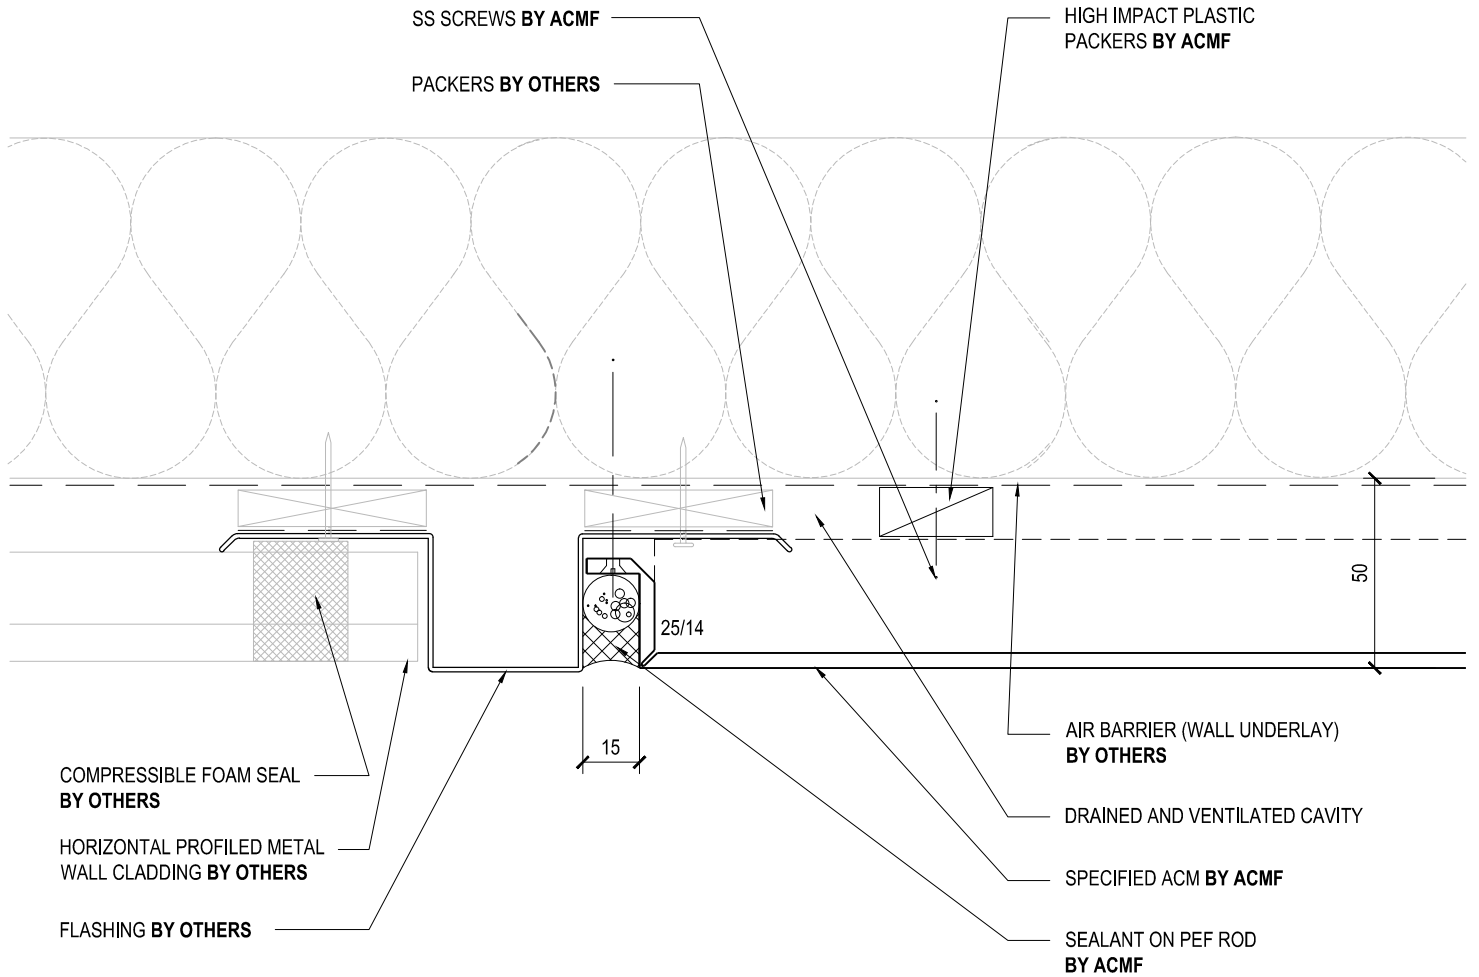 SS SCREWS BY ACMF
HIGH IMPACT PLASTIC
PACKERS BY ACMF
PACKERS BY OTHERS
50
25/14
15
AIR BARRIER (WALL UNDERLAY)
BY OTHERS
COMPRESSIBLE FOAM SEAL
BY OTHERS
DRAINED AND VENTILATED CAVITY
HORIZONTAL PROFILED METAL
WALL CLADDING BY OTHERS
SPECIFIED ACM BY ACMF
FLASHING BY OTHERS
SEALANT ON PEF ROD
BY ACMF